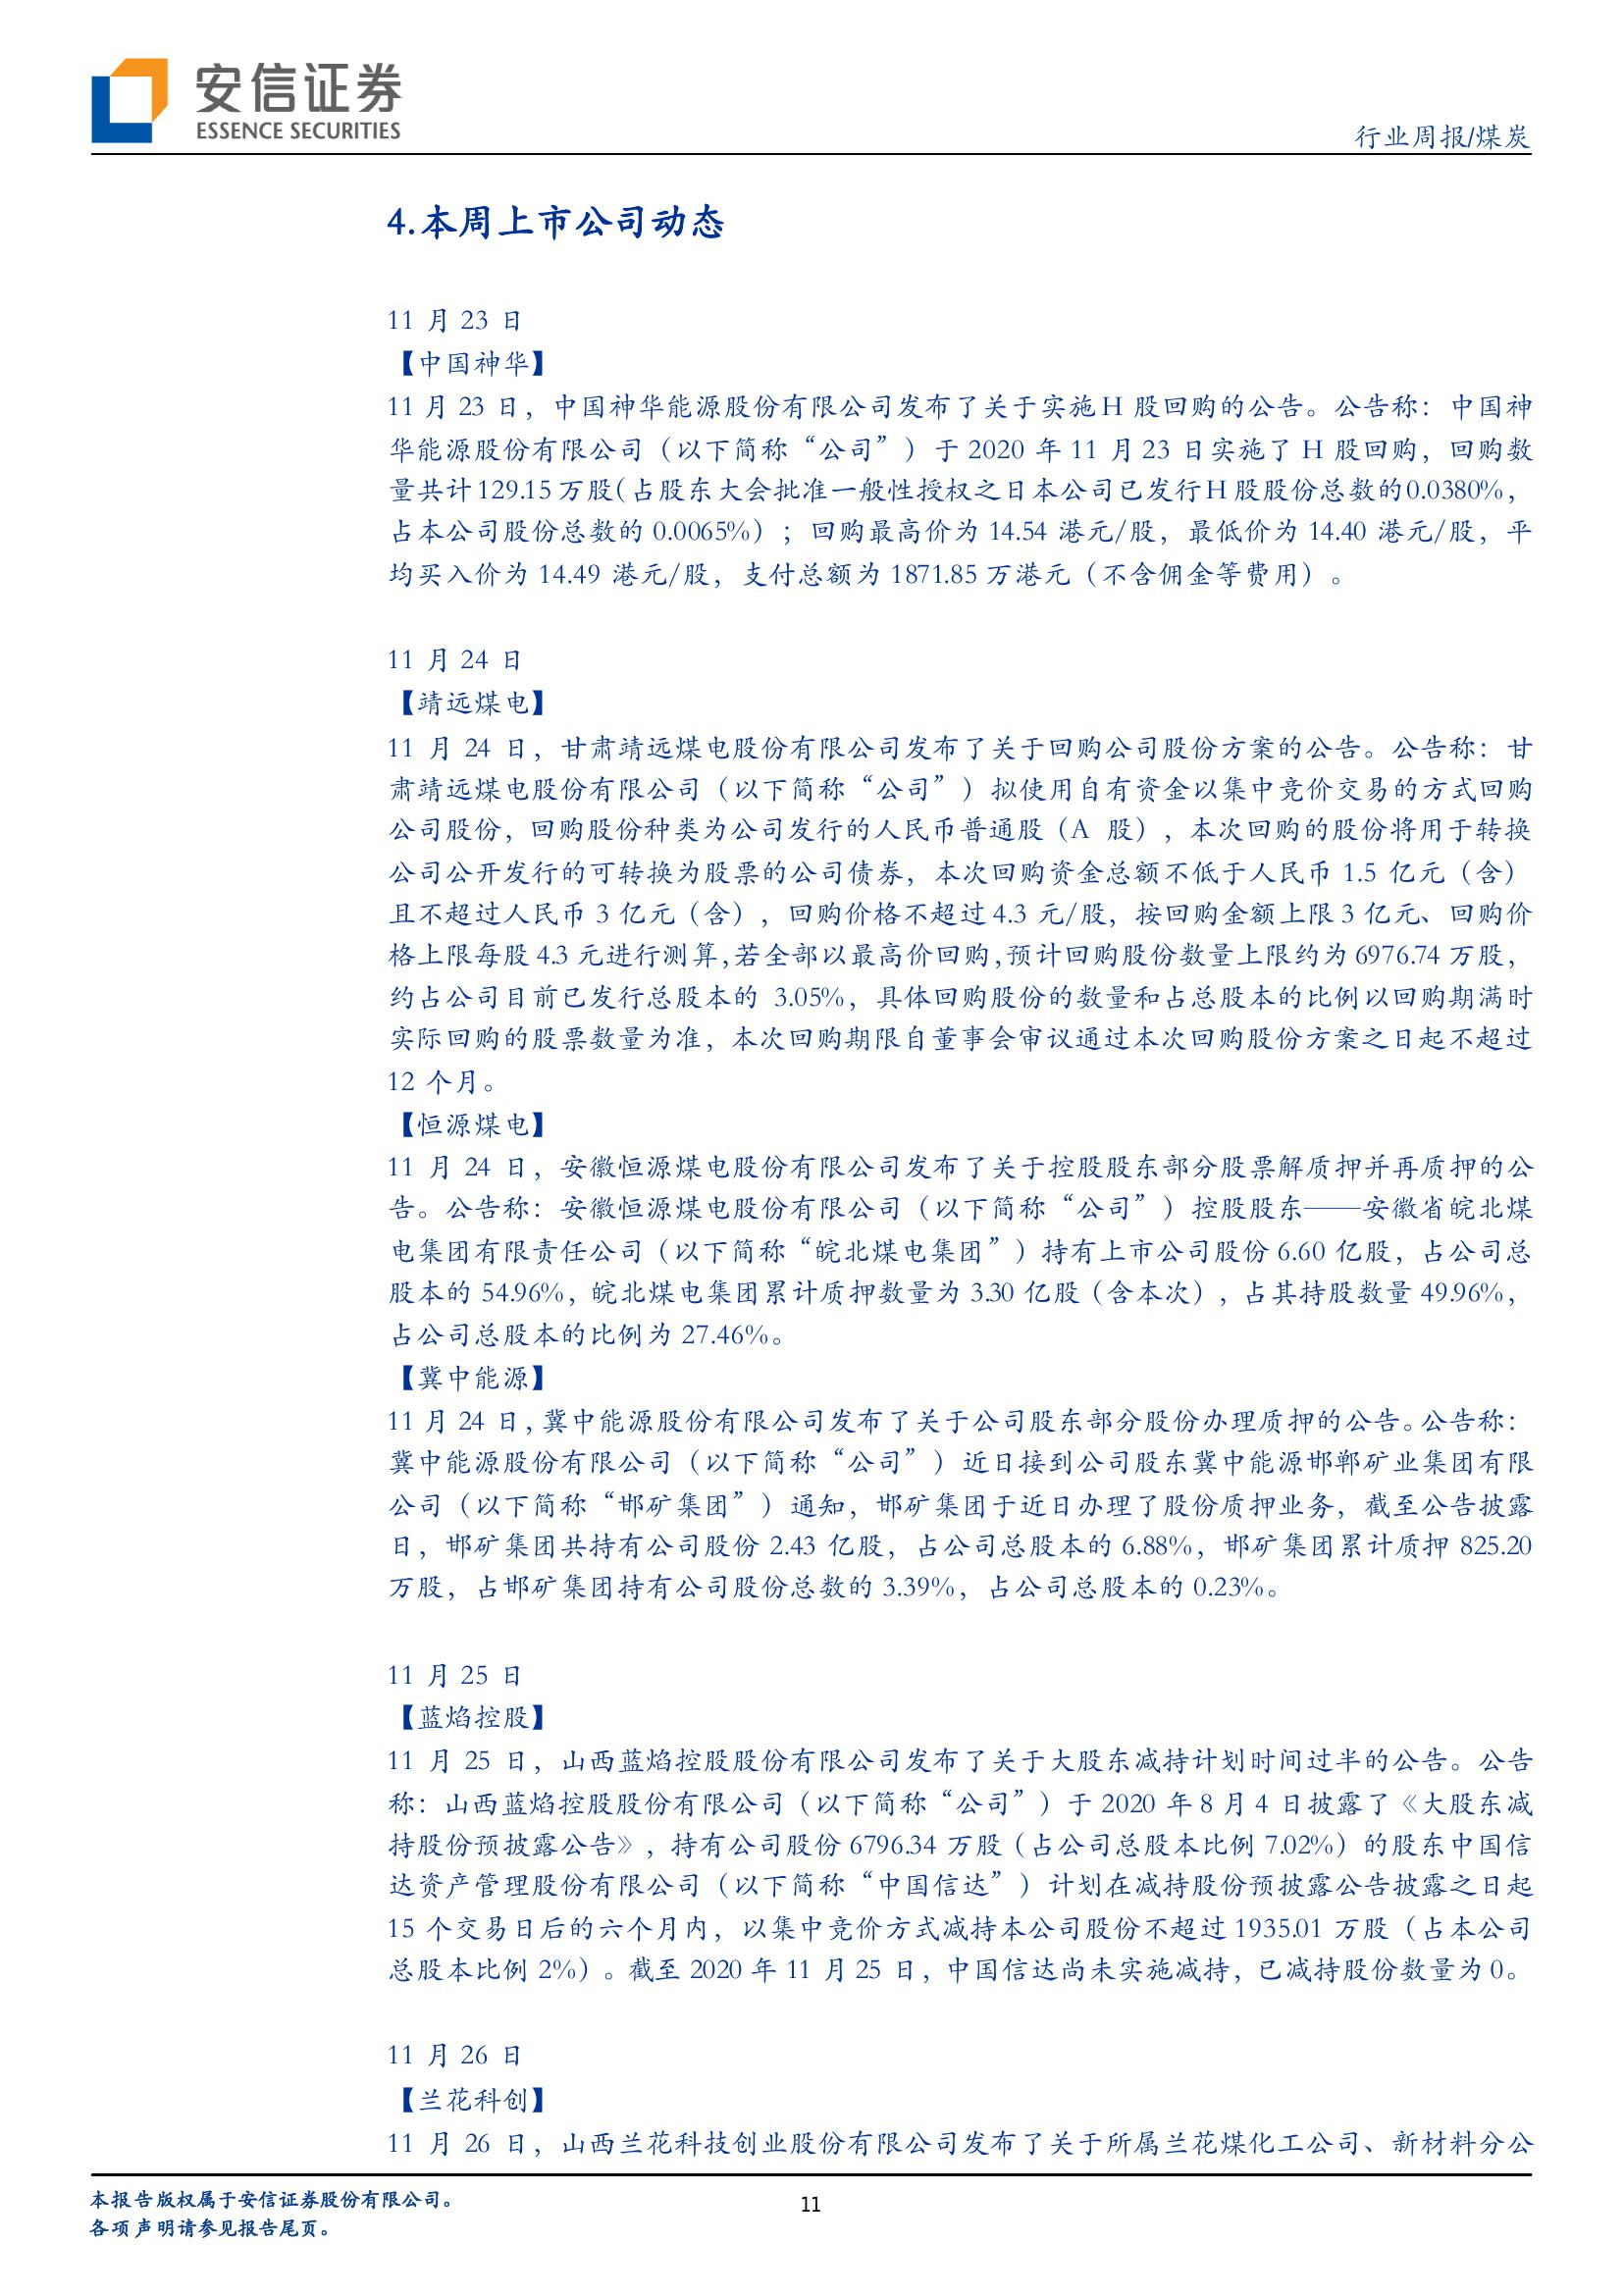 安信证券
ESSENCE SECURITIES
行业周报/煤炭
4.本周上市公司动态
11 月 23 日
【中国神华】
11 月 23 日，中国神华能源股份有限公司发布了关于实施 H 股回购的公告。公告称：中国神
华能源股份有限公司（以下简称“公司”）于 2020 年 11 月 23 日实施了 H 股回购，回购数
量共计 129.15 万股（占股东大会批准一般性授权之日本公司已发行 H 股股份总数的 0.0380%，
占本公司股份总数的 0.0065%）；回购最高价为 14.54 港元/股，最低价为 14.40 港元/股，平
均买入价为 14.49 港元/股，支付总额为 1871.85 万港元（不含佣金等费用）。
11 月 24 日
【靖远煤电】
11 月 24 日，甘肃靖远煤电股份有限公司发布了关于回购公司股份方案的公告。公告称：甘
肃靖远煤电股份有限公司（以下简称“公司”）拟使用自有资金以集中竞价交易的方式回购
公司股份，回购股份种类为公司发行的人民币普通股（A 股），本次回购的股份将用于转换
公司公开发行的可转换为股票的公司债券，本次回购资金总额不低于人民币 1.5 亿元（含）
且不超过人民币 3 亿元（含），回购价格不超过 4.3 元/股，按回购金额上限 3 亿元、回购价
格上限每股 4.3 元进行测算，若全部以最高价回购，预计回购股份数量上限约为 6976.74 万股，
约占公司目前已发行总股本的 3.05%，具体回购股份的数量和占总股本的比例以回购期满时
实际回购的股票数量为准，本次回购期限自董事会审议通过本次回购股份方案之日起不超过
12 个月。
【恒源煤电】
11 月 24 日，安徽恒源煤电股份有限公司发布了关于控股股东部分股票解质押并再质押的公
告。公告称：安徽恒源煤电股份有限公司（以下简称“公司”）控股股东——安徽省皖北煤
电集团有限责任公司（以下简称“皖北煤电集团”）持有上市公司股份 6.60 亿股，占公司总
股本的 54.96%，皖北煤电集团累计质押数量为 3.30 亿股（含本次），占其持股数量 49.96%，
占公司总股本的比例为 27.46%。
【冀中能源】
11 月 24 日，冀中能源股份有限公司发布了关于公司股东部分股份办理质押的公告。公告称：
冀中能源股份有限公司（以下简称“公司”）近日接到公司股东冀中能源邯郸矿业集团有限
公司（以下简称“邯矿集团”）通知，邯矿集团于近日办理了股份质押业务，截至公告披露
日，邯矿集团共持有公司股份 2.43 亿股，占公司总股本的 6.88%，邯矿集团累计质押 825.20
万股，占邯矿集团持有公司股份总数的 3.39%，占公司总股本的 0.23%。
11 月 25 日
【蓝焰控股】
11 月 25 日，山西蓝焰控股股份有限公司发布了关于大股东减持计划时间过半的公告。公告
称：山西蓝焰控股股份有限公司（以下简称“公司”）于 2020 年 8 月 4 日披露了《大股东减
持股份预披露公告》，持有公司股份 6796.34 万股（占公司总股本比例 7.02%）的股东中国信
达资产管理股份有限公司（以下简称“中国信达”）计划在减持股份预披露公告披露之日起
15 个交易日后的六个月内，以集中竞价方式减持本公司股份不超过 1935.01 万股（占本公司
总股本比例 2%）。截至 2020 年 11 月 25 日，中国信达尚未实施减持，已减持股份数量为 0。
11 月 26 日
【兰花科创】
11 月 26 日，山西兰花科技创业股份有限公司发布了关于所属兰花煤化工公司、新材料分公
本报告版权属于安信证券股份有限公司。
11
各项声明请参见报告尾页。